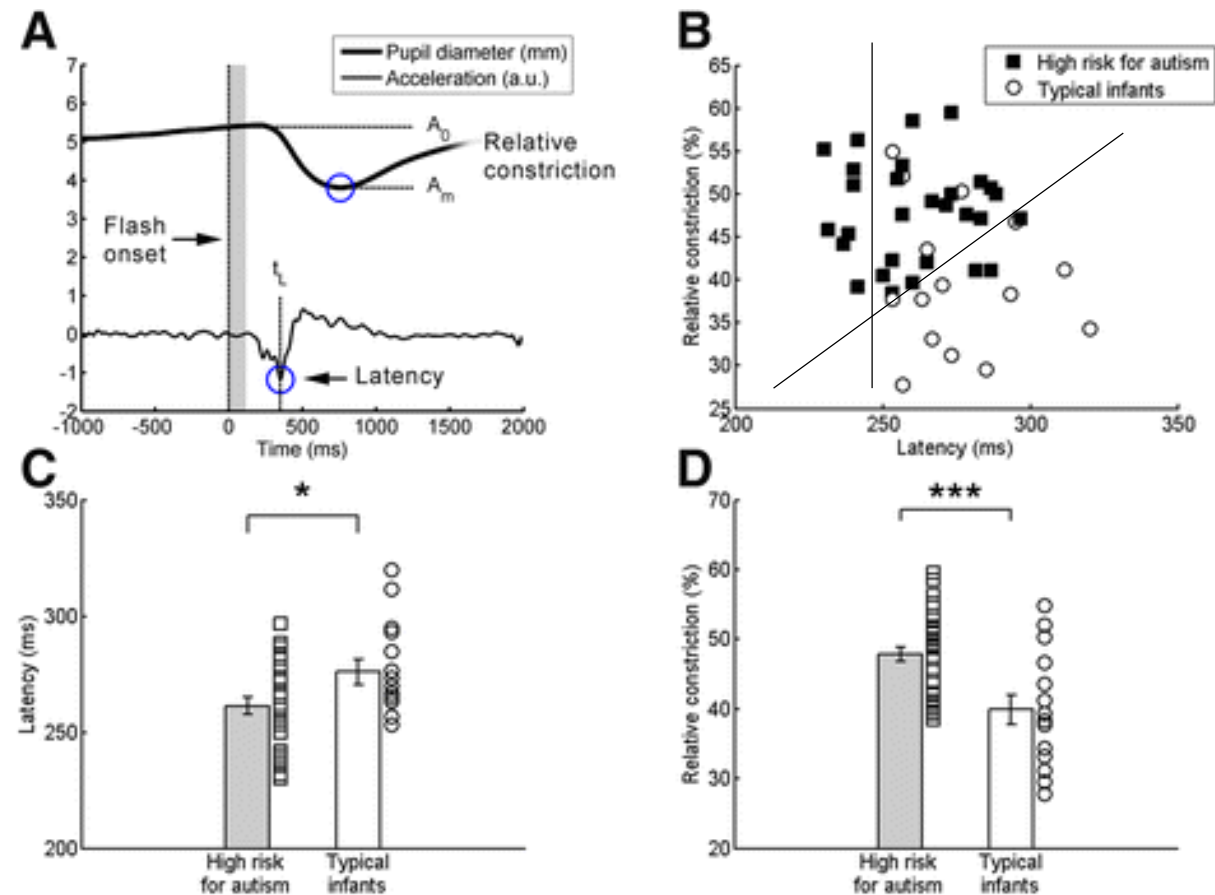 A
Pupil diameter (mm)
Acceleration (a.u.)
7
6
5
4
3
2
1
0
-1
-2
A0
Am
Relative
constriction
Flash
onset
tL
Latency
-1000
-500
0
500
1000
1500
2000
Time (ms)
B
High risk for autism
Typical infants
Relative constriction (%)
65
60
55
50
45
40
35
30
25
200
250
300
350
Latency (ms)
C
Latency (ms)
350
300
250
200
*
High risk
for autism
Typical
infants
D
Relative constriction (%)
70
60
50
40
30
20
***
High risk
for autism
Typical
infants